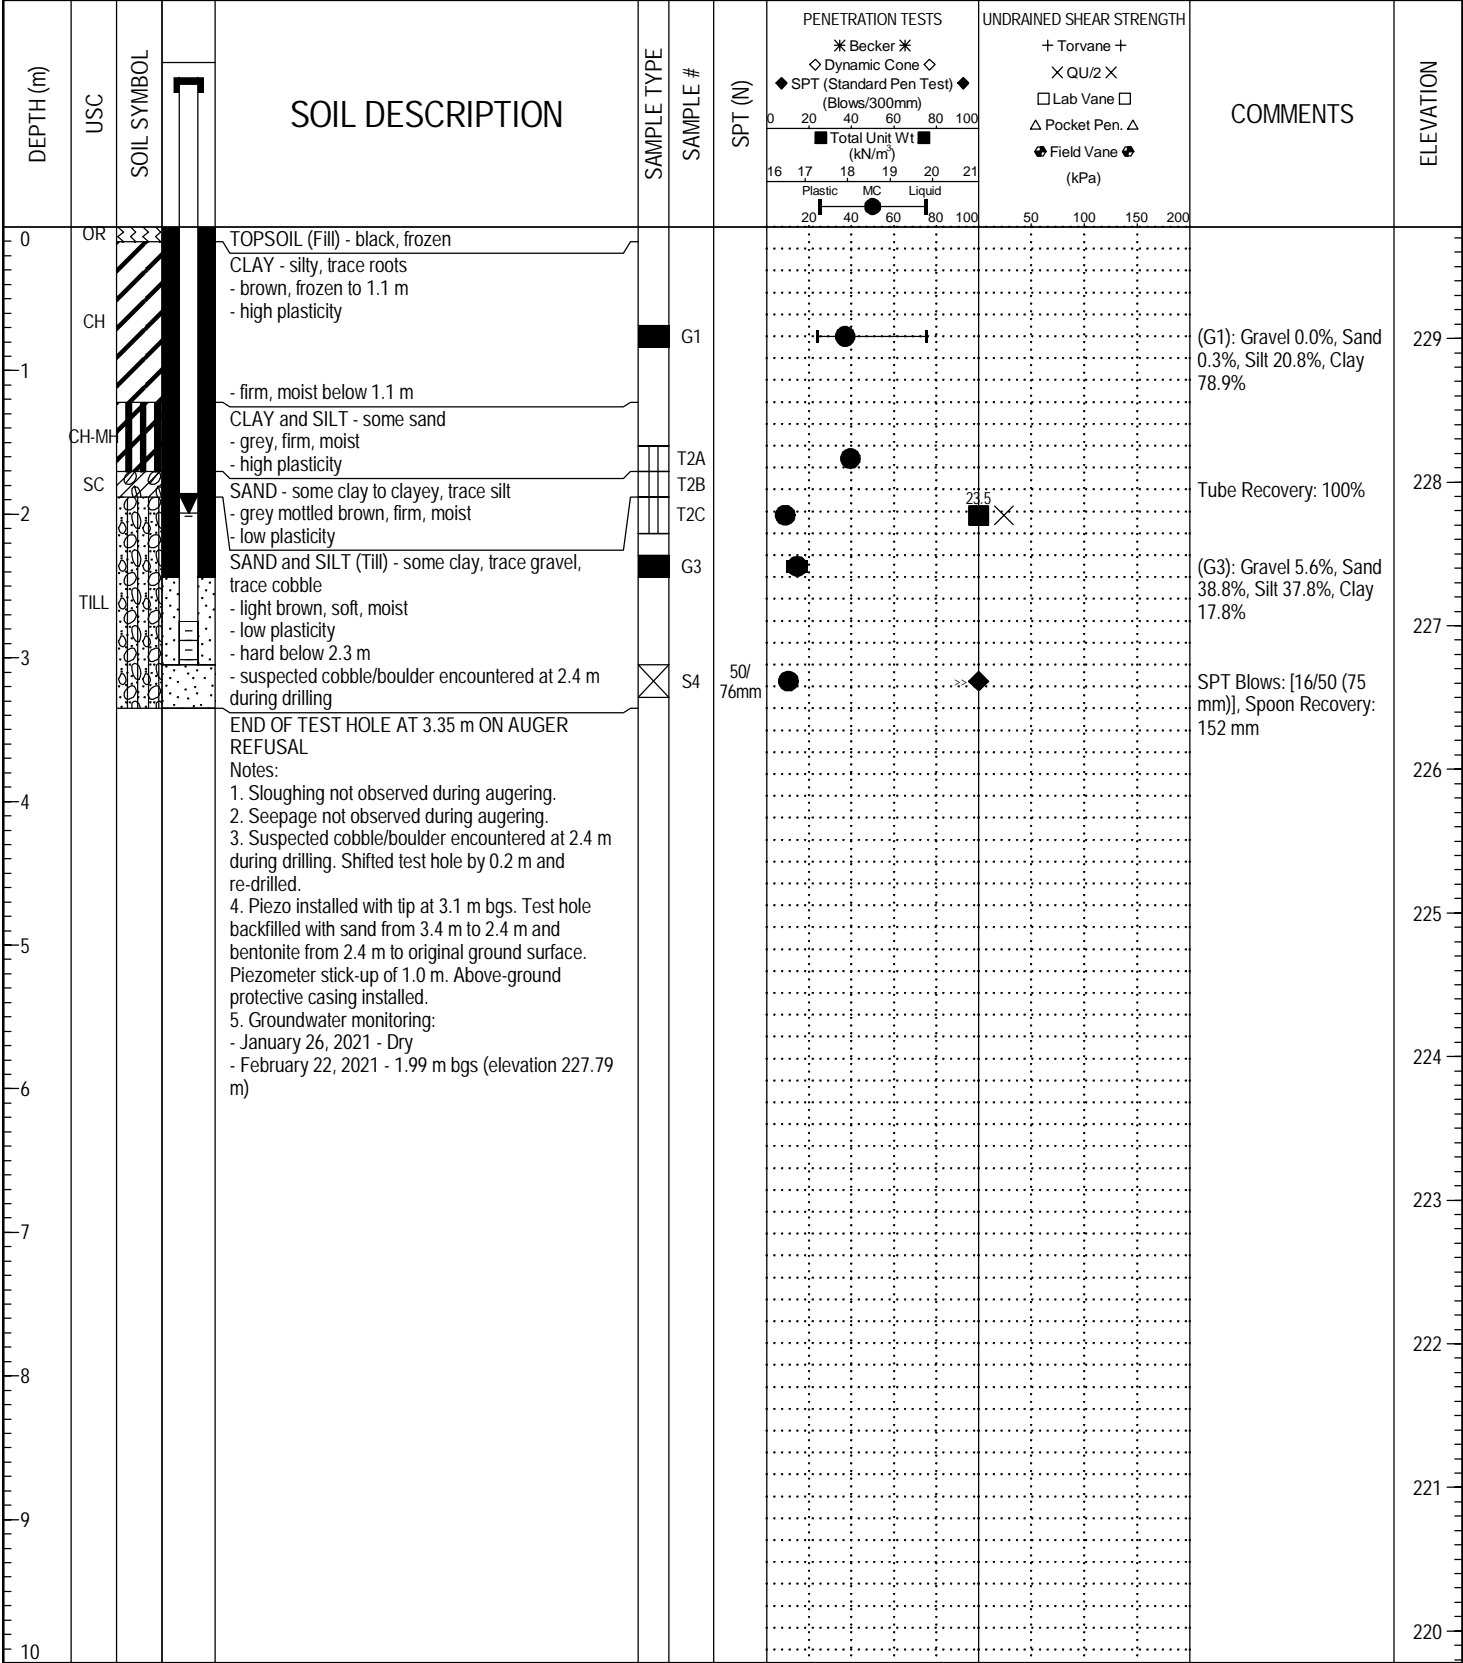 DEPTH (m)
USC
SOIL SYMBOL
SOIL DESCRIPTION
SAMPLE TYPE
SAMPLE #
SPT (N)
PENETRATION TESTS
✳ Becker ✳
◇ Dynamic Cone ◇
◆ SPT (Standard Pen Test) ◆
(Blows/300mm)
0 20 40 60 80 100
■ Total Unit Wt ■
(kN/m³)
16 17 18 19 20 21
Plastic MC Liquid
20 40 60 80 100
UNDRAINED SHEAR STRENGTH
+ Torvane +
× QU/2 ×
□ Lab Vane □
△ Pocket Pen. △
Field Vane
(kPa)
50 100 150 200
COMMENTS
ELEVATION
0
OR
TOPSOIL (Fill) - black, frozen
CLAY - silty, trace roots
- brown, frozen to 1.1 m
- high plasticity
CH
G1
(G1): Gravel 0.0%, Sand
0.3%, Silt 20.8%, Clay
78.9%
229
1
- firm, moist below 1.1 m
CLAY and SILT - some sand
- grey, firm, moist
- high plasticity
CH-MH
T2A
SC
T2B
SAND - some clay to clayey, trace silt
- grey mottled brown, firm, moist
- low plasticity
T2C
23.5
Tube Recovery: 100%
228
2
SAND and SILT (Till) - some clay, trace gravel,
trace cobble
- light brown, soft, moist
- low plasticity
- hard below 2.3 m
- suspected cobble/boulder encountered at 2.4 m
during drilling
G3
(G3): Gravel 5.6%, Sand
38.8%, Silt 37.8%, Clay
17.8%
TILL
227
3
S4
50/
76mm
>>
SPT Blows: [16/50 (75
mm)], Spoon Recovery:
152 mm
END OF TEST HOLE AT 3.35 m ON AUGER
REFUSAL
Notes:
1. Sloughing not observed during augering.
2. Seepage not observed during augering.
3. Suspected cobble/boulder encountered at 2.4 m
during drilling. Shifted test hole by 0.2 m and
re-drilled.
4. Piezo installed with tip at 3.1 m bgs. Test hole
backfilled with sand from 3.4 m to 2.4 m and
bentonite from 2.4 m to original ground surface.
Piezometer stick-up of 1.0 m. Above-ground
protective casing installed.
5. Groundwater monitoring:
- January 26, 2021 - Dry
- February 22, 2021 - 1.99 m bgs (elevation 227.79
m)
226
4
225
5
224
6
223
7
222
8
221
9
220
10